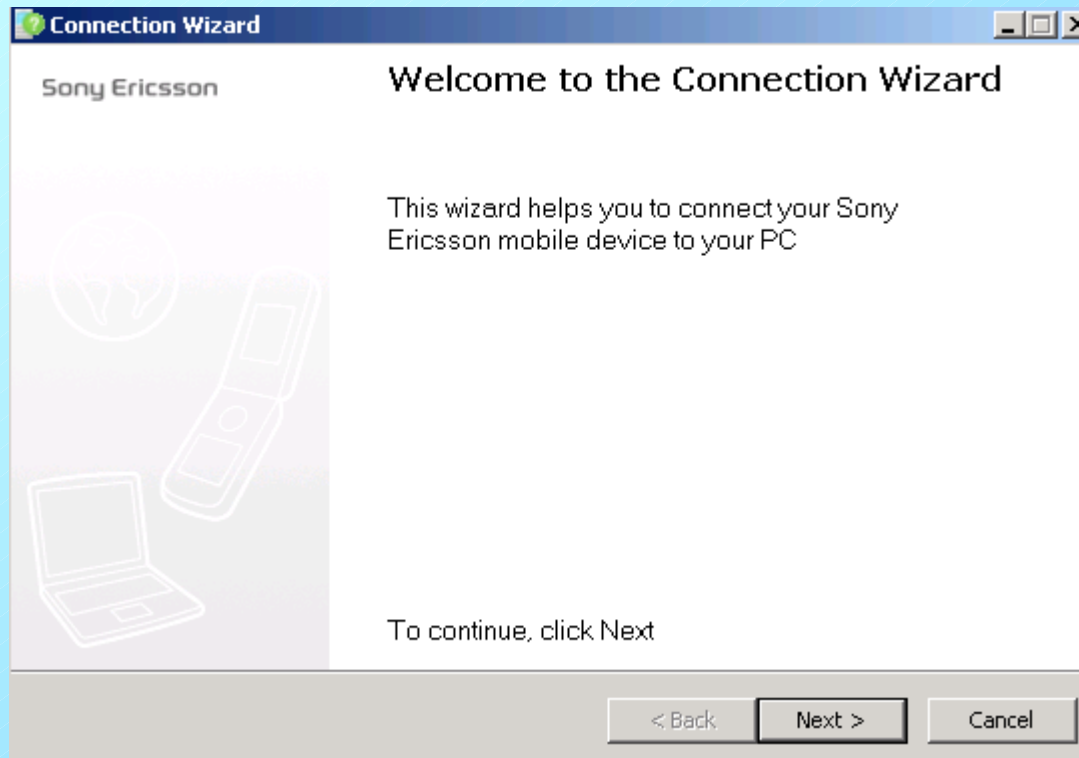 Connection Wizard
Sony Ericsson
Welcome to the Connection Wizard
This wizard helps you to connect your Sony
Ericsson mobile device to your PC
To continue, click Next
< Back
Next >
Cancel